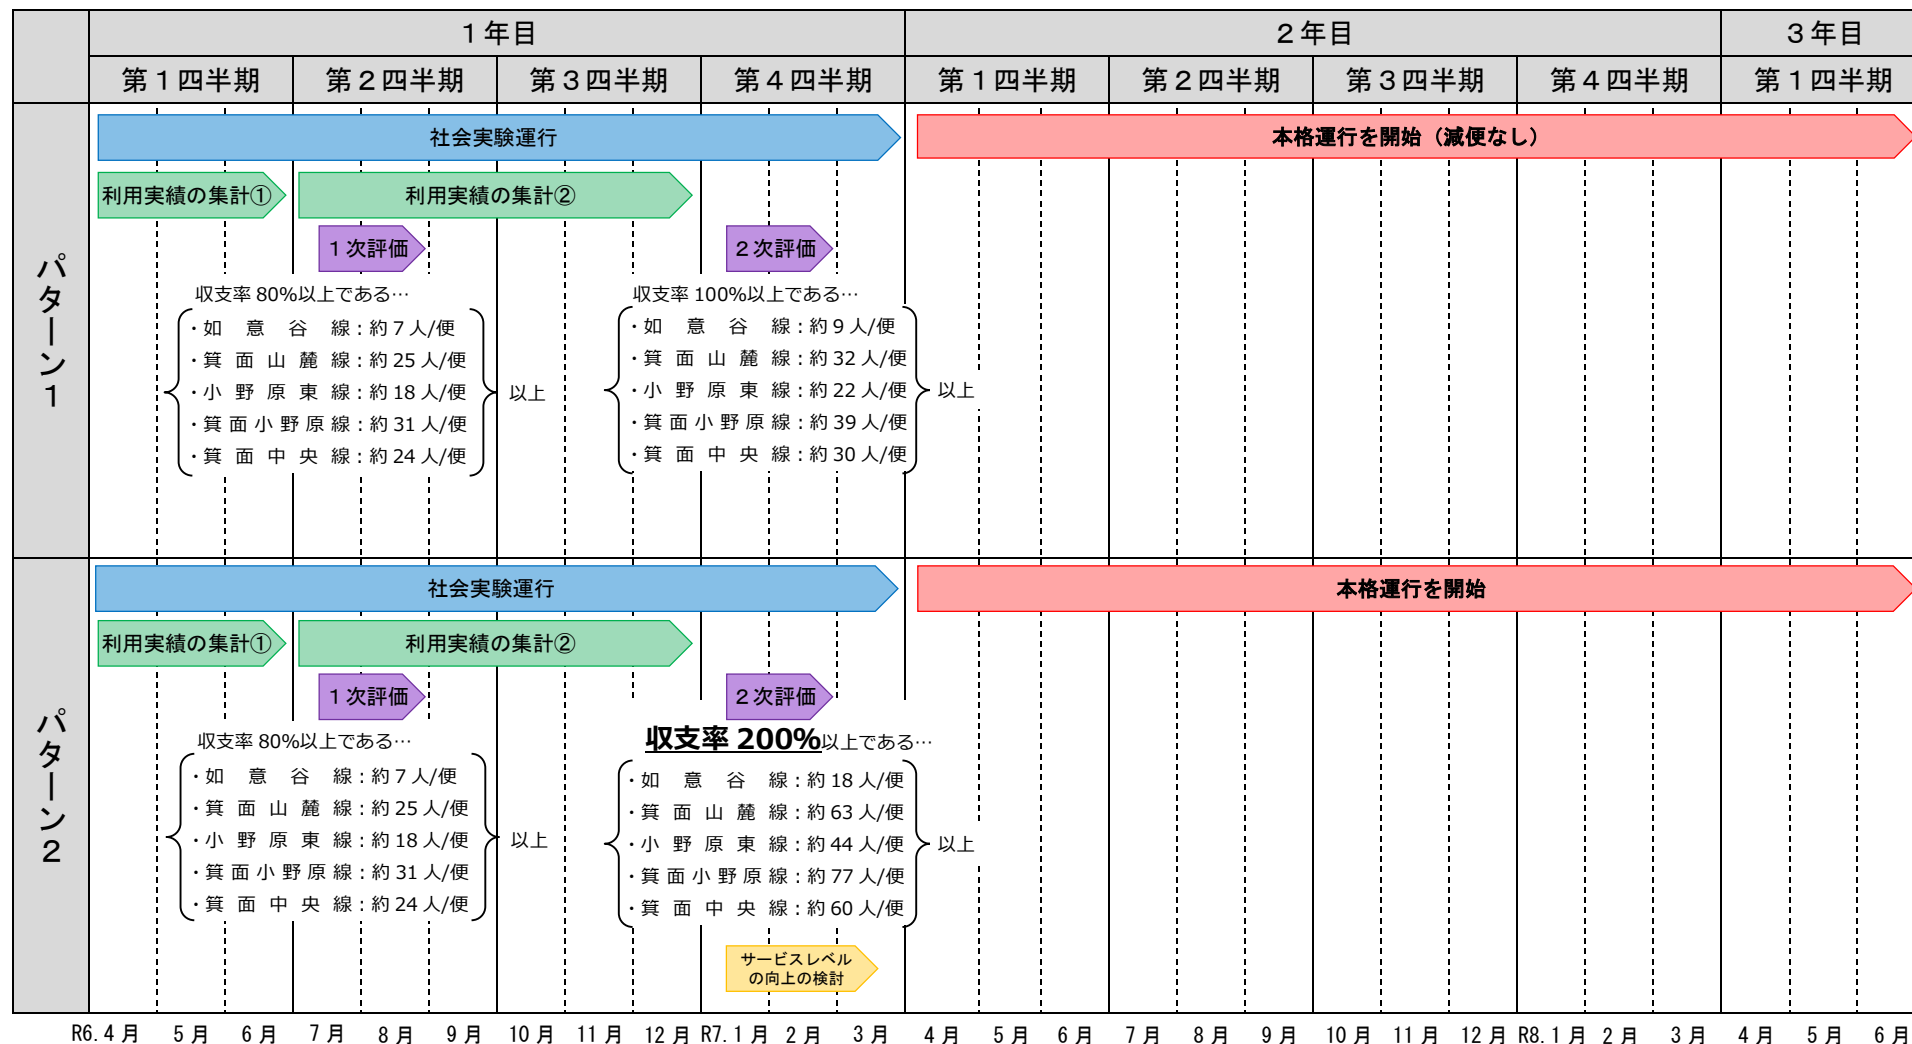 １年目
２年目
３年目
第１四半期
第２四半期
第３四半期
第４四半期
第１四半期
第２四半期
第３四半期
第４四半期
第１四半期
パターン１
社会実験運行
本格運行を開始（減便なし）
利用実績の集計①
利用実績の集計②
１次評価
２次評価
収支率 80%以上である…
・如意谷線：約 7 人/便
・箕面山麓線：約 25 人/便
・小野原東線：約 18 人/便
・箕面小野原線：約 31 人/便
・箕面中央線：約 24 人/便
以上
収支率 100%以上である…
・如意谷線：約 9 人/便
・箕面山麓線：約 32 人/便
・小野原東線：約 22 人/便
・箕面小野原線：約 39 人/便
・箕面中央線：約 30 人/便
以上
パターン２
社会実験運行
本格運行を開始
利用実績の集計①
利用実績の集計②
１次評価
２次評価
収支率 80%以上である…
・如意谷線：約 7 人/便
・箕面山麓線：約 25 人/便
・小野原東線：約 18 人/便
・箕面小野原線：約 31 人/便
・箕面中央線：約 24 人/便
以上
収支率 200%以上である…
・如意谷線：約 18 人/便
・箕面山麓線：約 63 人/便
・小野原東線：約 44 人/便
・箕面小野原線：約 77 人/便
・箕面中央線：約 60 人/便
以上
サービスレベル
の向上の検討
R6.４月 ５月 ６月 ７月 ８月 ９月 10月 11月 12月 R7.１月 ２月 ３月 ４月 ５月 ６月 ７月 ８月 ９月 10月 11月 12月 R8.１月 ２月 ３月 ４月 ５月 ６月